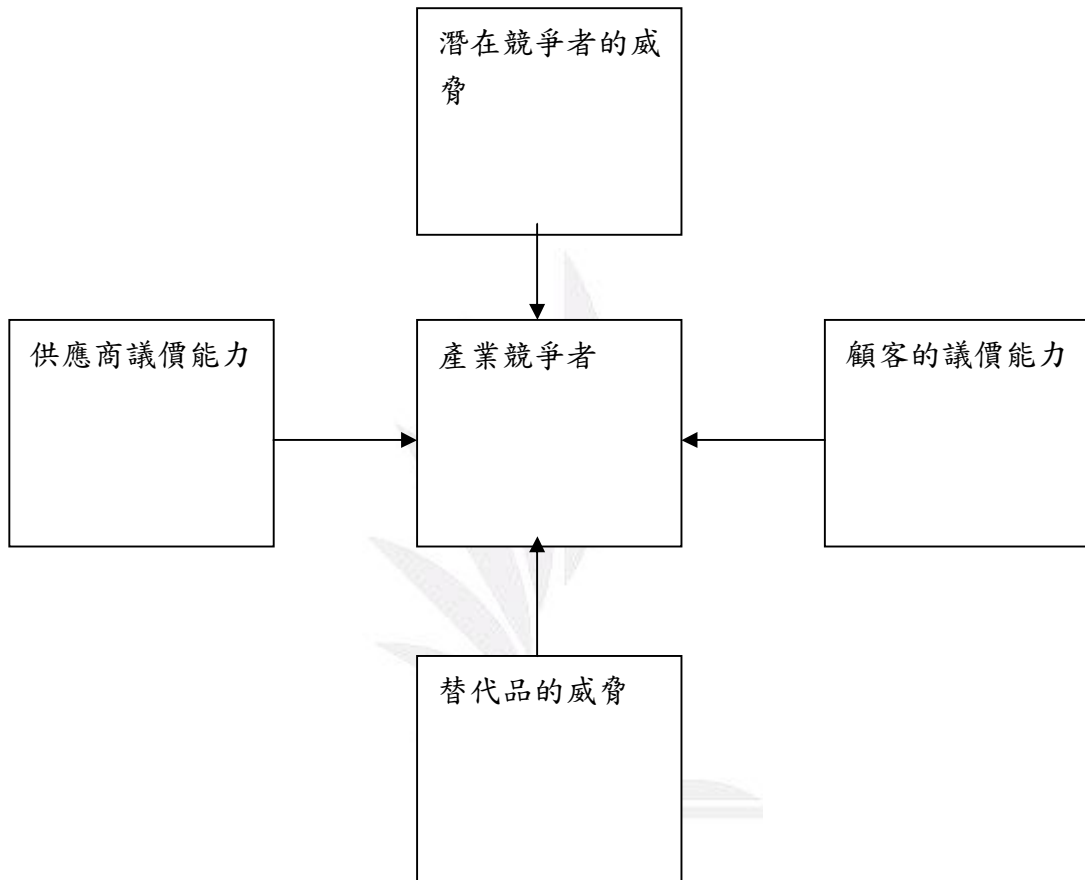 潛在競爭者的威
脅
供應商議價能力
產業競爭者
顧客的議價能力
替代品的威脅